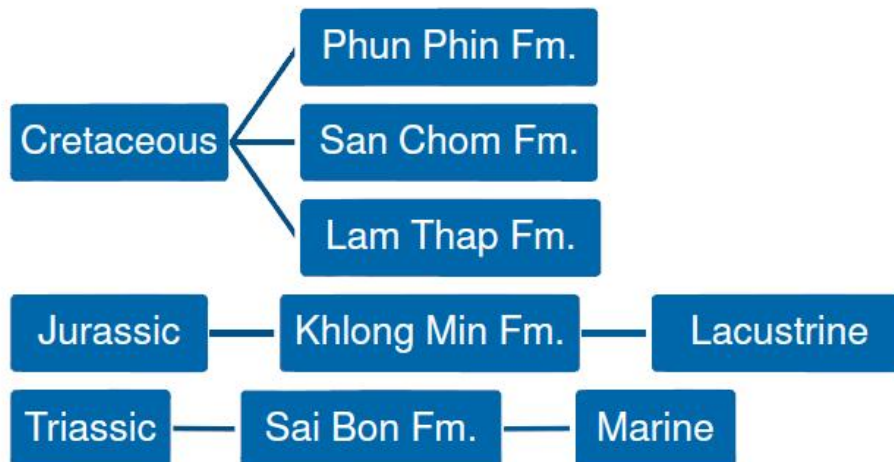 Phun Phin Fm.
Cretaceous
San Chom Fm.
Lam Thap Fm.
Jurassic
Khlong Min Fm.
Lacustrine
Triassic
Sai Bon Fm.
Marine